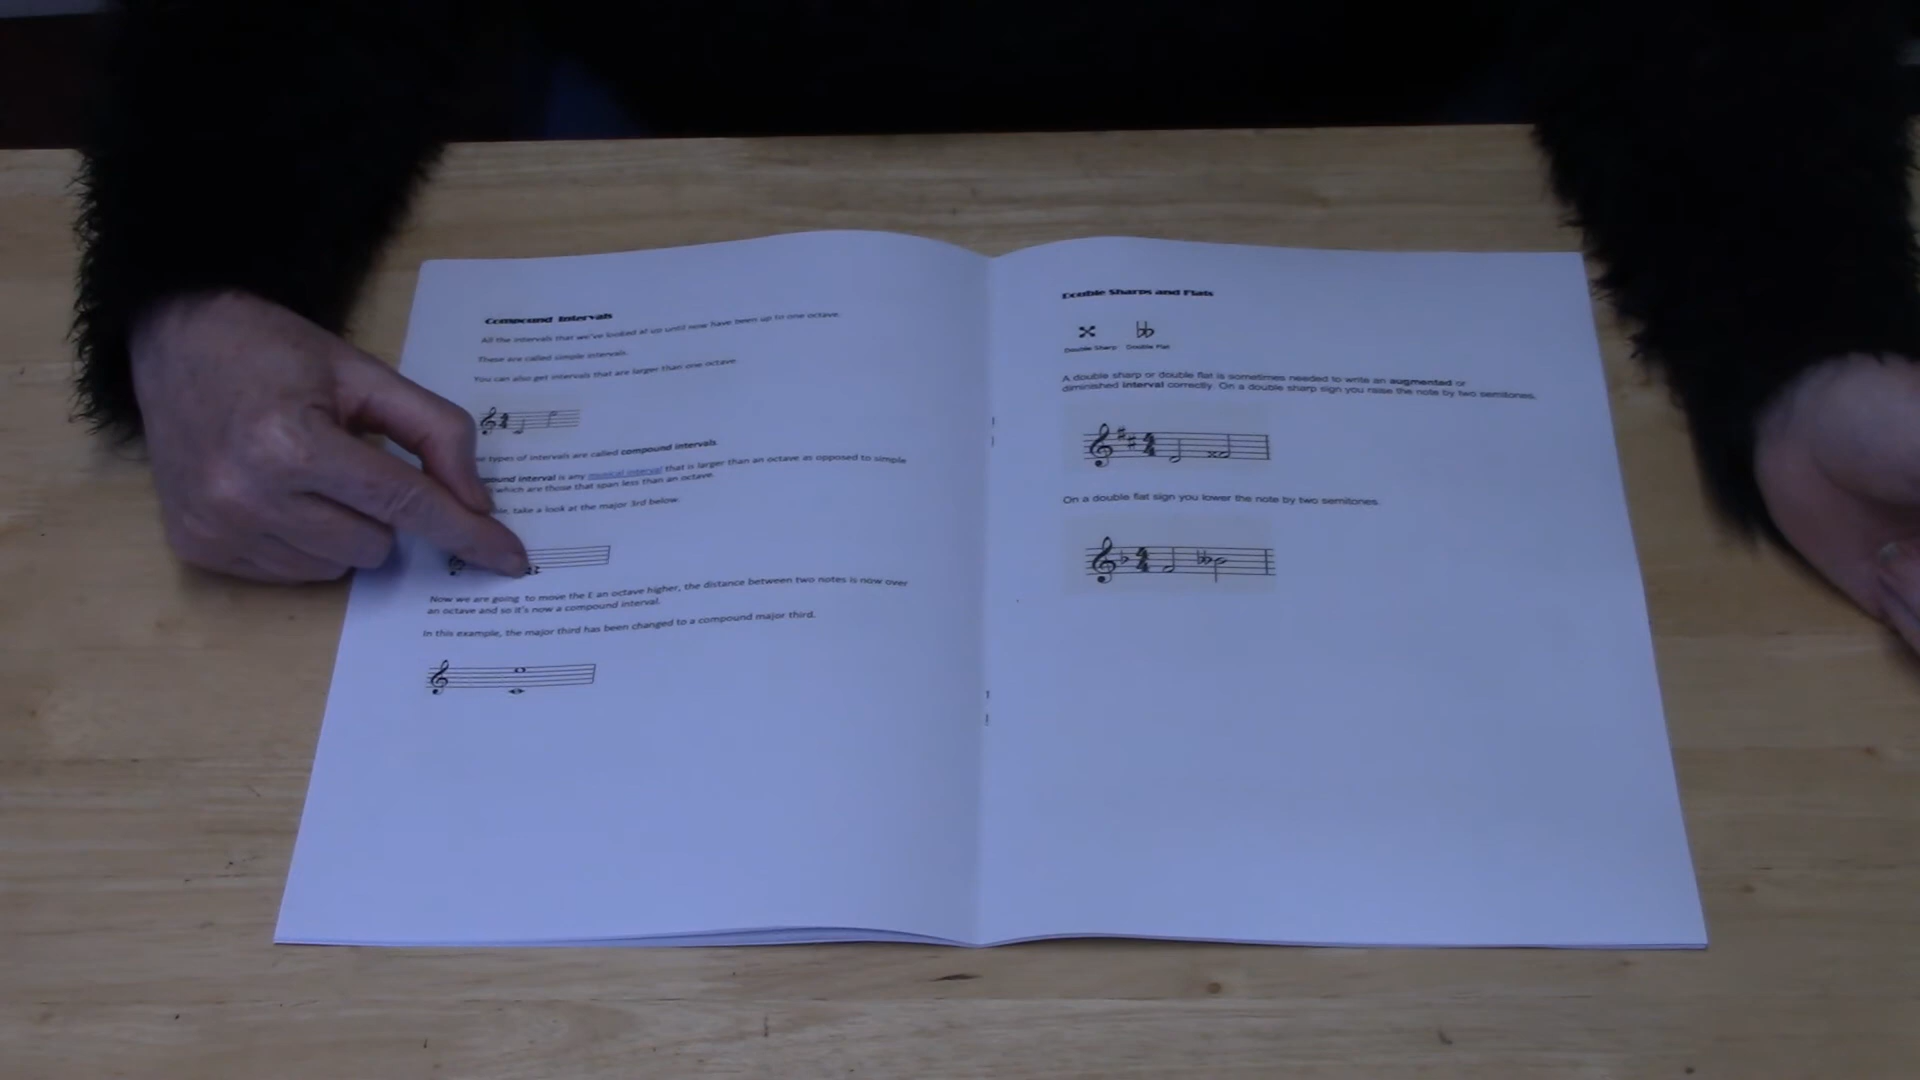 Compound Intervals
All the intervals that we've looked at up until now have been up to one octave.
These are called simple intervals.
You can also get intervals that are larger than one octave.
types of intervals are called compound intervals.
interval is any musical interval that is larger than an octave as opposed to simple
which are those that span less than an octave.
take a look at the major 3rd below.
Now we are going to move the E an octave higher, the distance between two notes is now over
an octave and so it's now a compound interval.
In this example, the major third has been changed to a compound major third.
Double Sharps and Flats
Double Sharp Double Flat
A double sharp or double flat is sometimes needed to write an augmented or
diminished interval correctly. On a double sharp sign you raise the note by two semitones.
On a double flat sign you lower the note by two semitones.